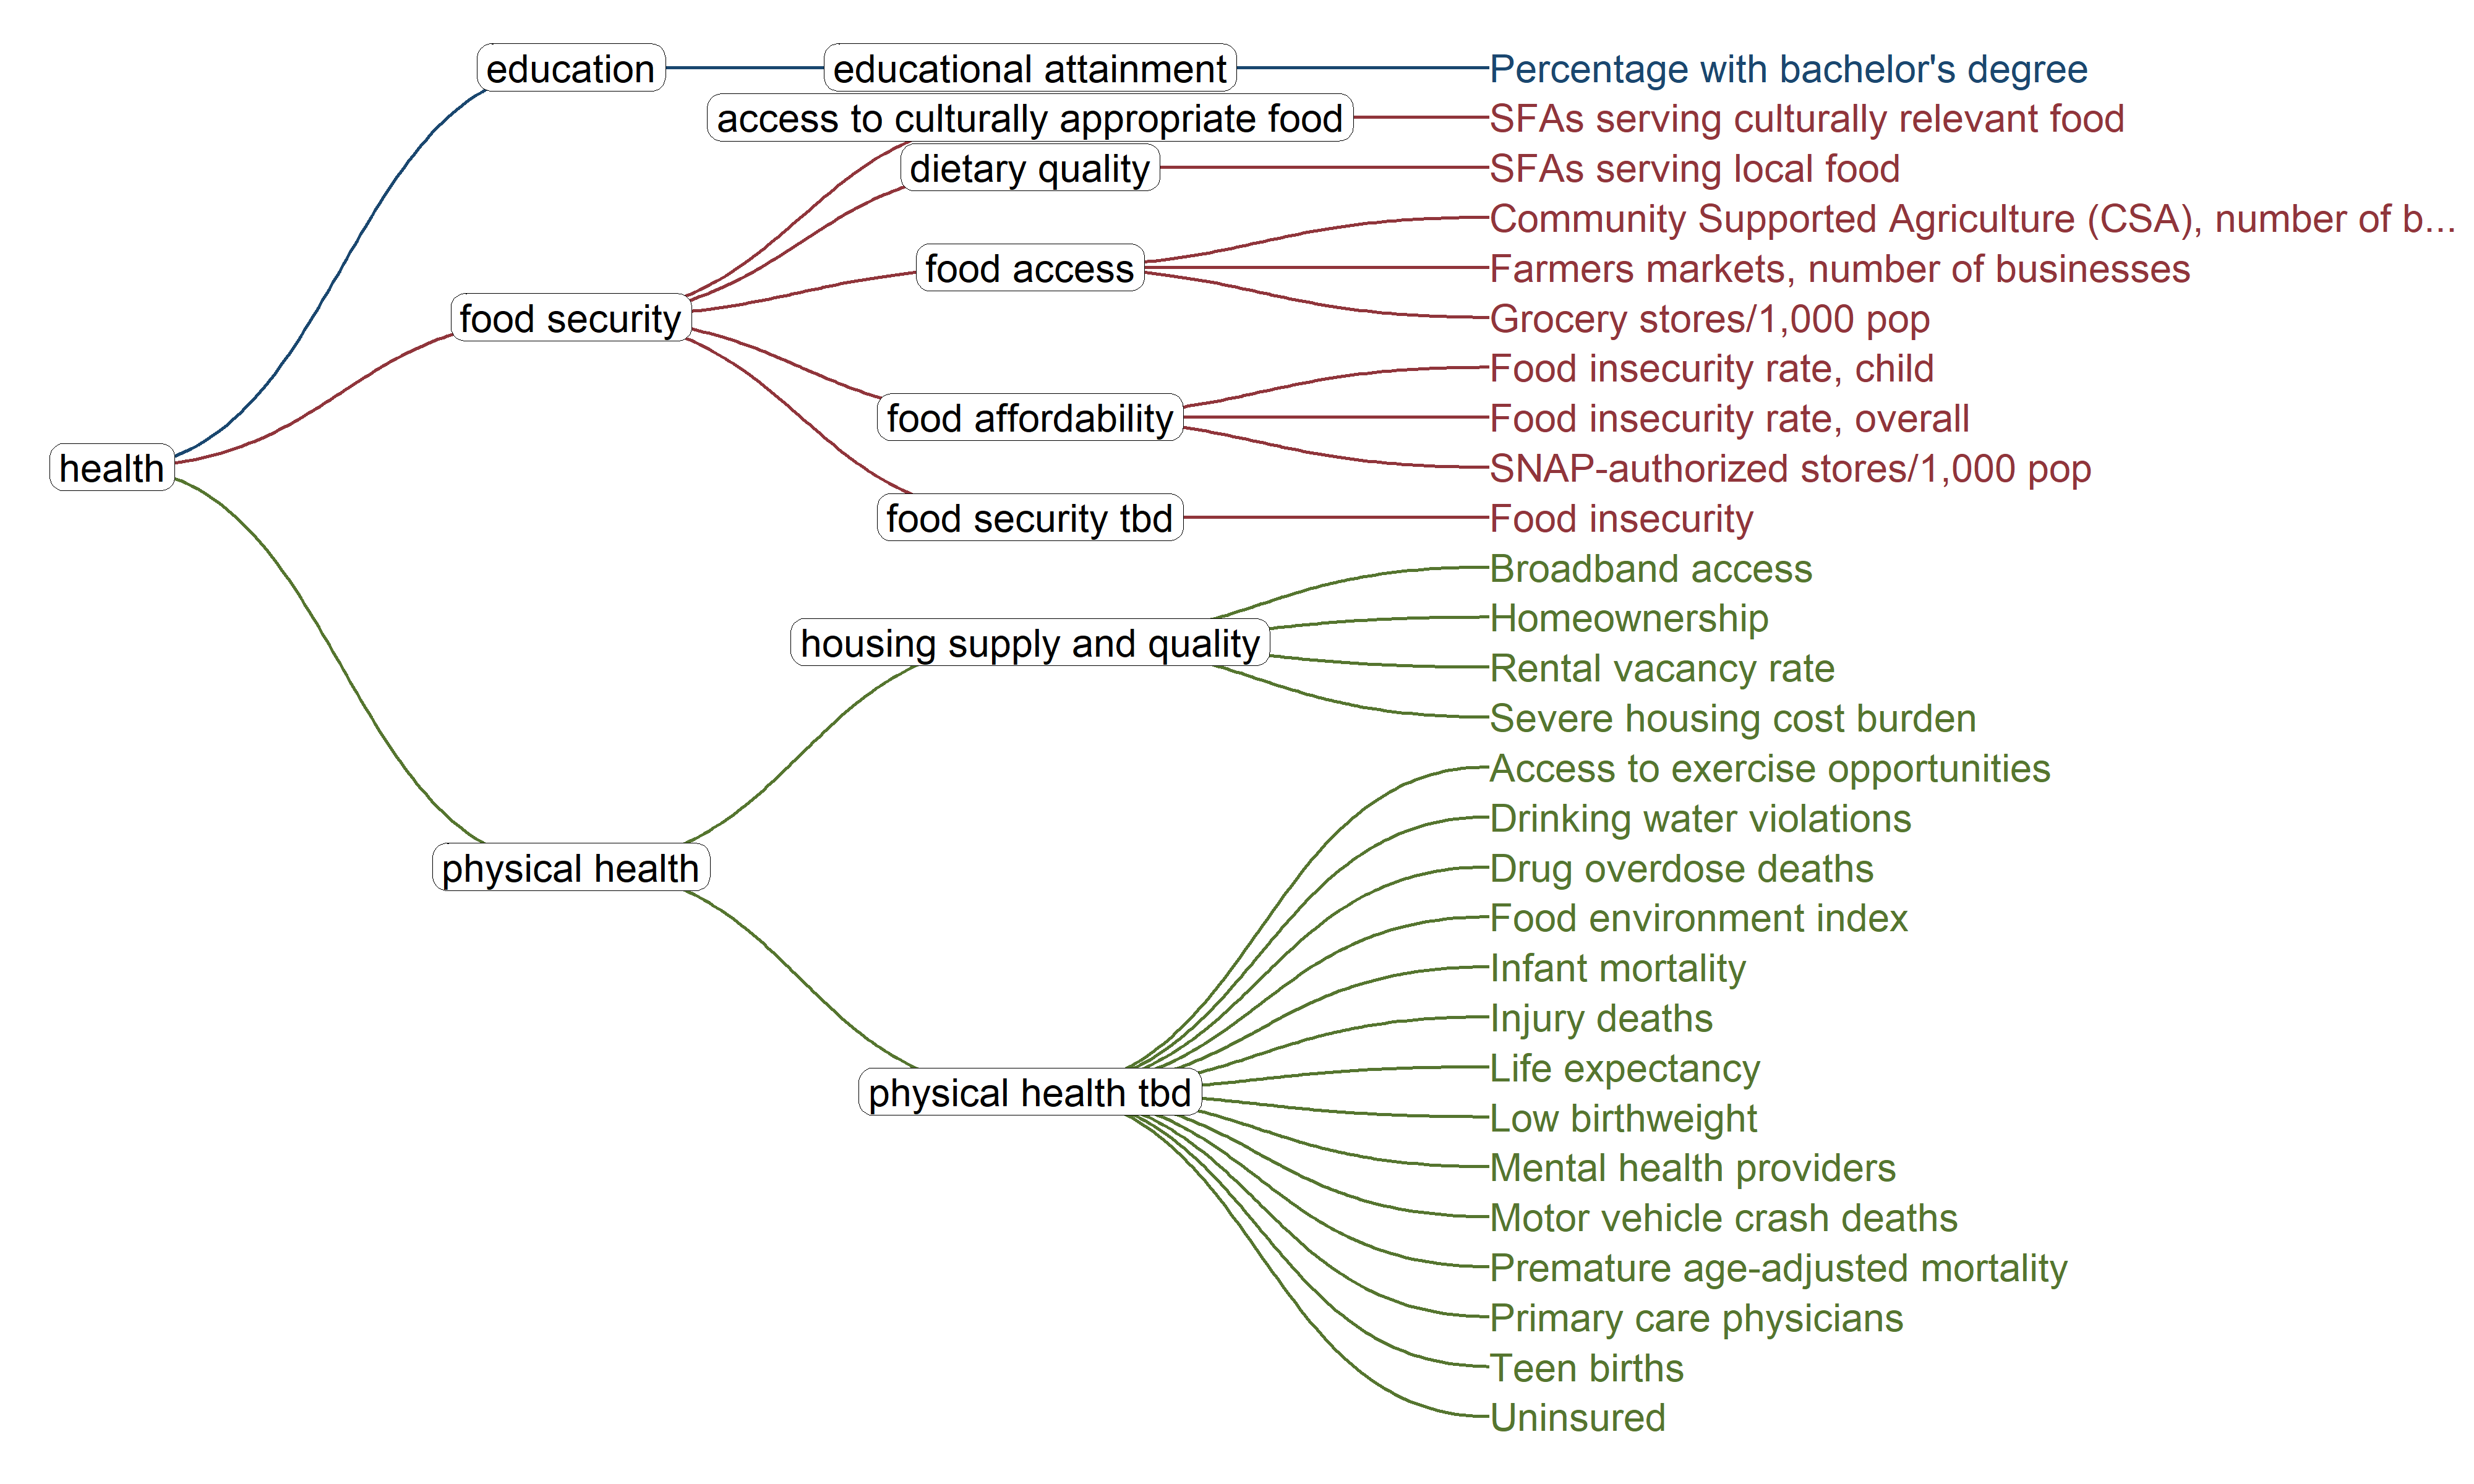 education
educational attainment
Percentage with bachelor's degree
access to culturally appropriate food
SFAs serving culturally relevant food
dietary quality
SFAs serving local food
Community Supported Agriculture (CSA), number of b...
food access
Farmers markets, number of businesses
food security
Grocery stores/1,000 pop
Food insecurity rate, child
food affordability
Food insecurity rate, overall
health
SNAP-authorized stores/1,000 pop
food security tbd
Food insecurity
Broadband access
Homeownership
housing supply and quality
Rental vacancy rate
Severe housing cost burden
Access to exercise opportunities
Drinking water violations
physical health
Drug overdose deaths
Food environment index
Infant mortality
Injury deaths
Life expectancy
physical health tbd
Low birthweight
Mental health providers
Motor vehicle crash deaths
Premature age-adjusted mortality
Primary care physicians
Teen births
Uninsured